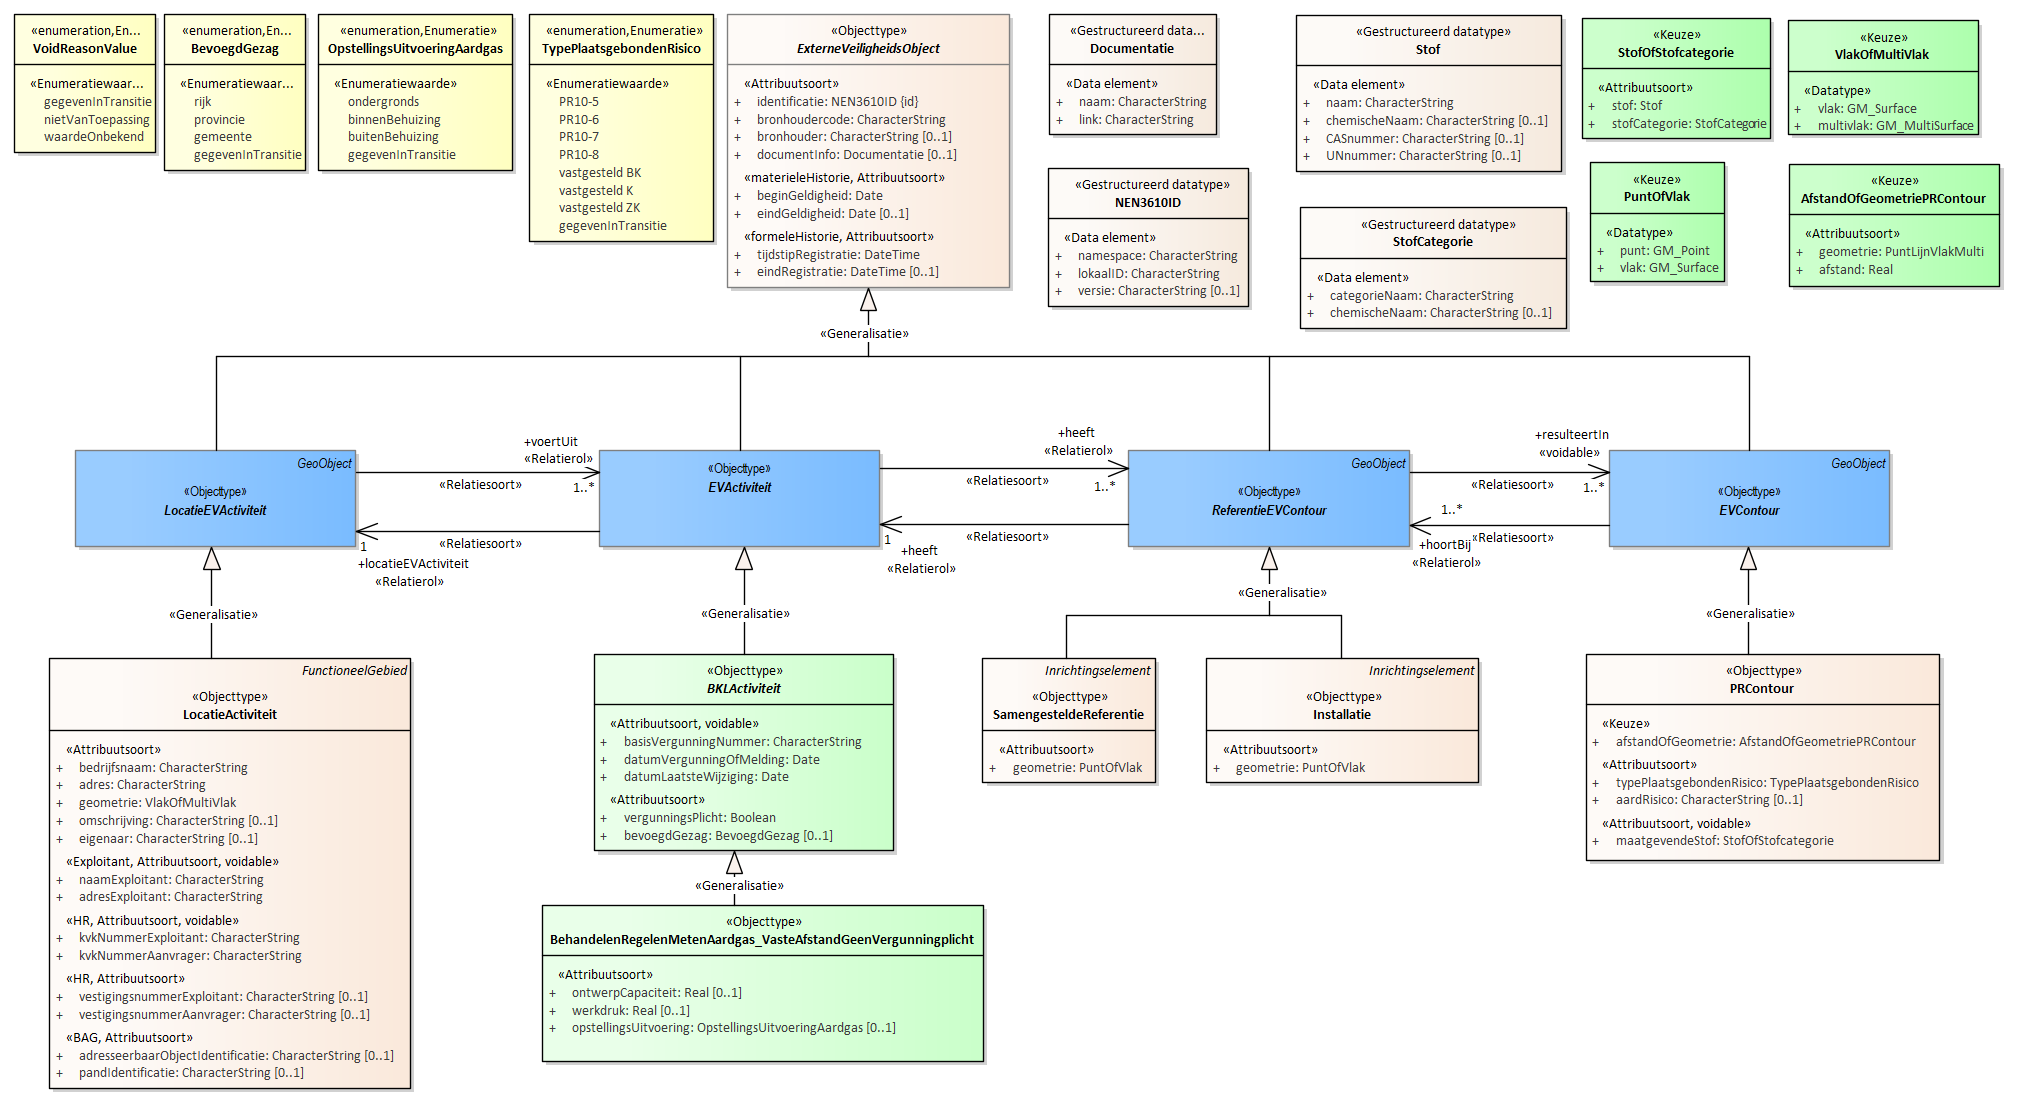 «enumeration,En...
VoidReasonValue
«Enumeratiewaar...
gegevenInTransitie
nietVanToepassing
waardeOnbekend
«enumeration,En...
BevoegdGezag
«Enumeratiewaar...
rijk
provincie
gemeente
gegevenInTransitie
«enumeration,Enumeratie»
OpstellingsUitvoeringAardgas
«Enumeratiewaarde»
ondergronds
binnenBehuizing
buitenBehuizing
gegevenInTransitie
«enumeration,Enumeratie»
TypePlaatsgebondenRisico
«Enumeratiewaarde»
PR10-5
PR10-6
PR10-7
PR10-8
vastgesteld BK
vastgesteld K
vastgesteld ZK
gegevenInTransitie
«Objecttype»
ExterneVeiligheidsObject
«Attribuutsoort»
+ identificatie: NEN3610ID {id}
+ bronhoudercode: CharacterString
+ bronhouder: CharacterString [0..1]
+ documentInfo: Documentatie [0..1]
«materieleHistorie, Attribuutsoort»
+ beginGeldigheid: Date
+ eindGeldigheid: Date [0..1]
«formeleHistorie, Attribuutsoort»
+ tijdstipRegistratie: DateTime
+ eindRegistratie: DateTime [0..1]
«Gestructureerd data...
Documentatie
«Data element»
+ naam: CharacterString
+ link: CharacterString
«Gestructureerd datatype»
NEN3610ID
«Data element»
+ namespace: CharacterString
+ lokaalID: CharacterString
+ versie: CharacterString [0..1]
«Gestructureerd datatype»
Stof
«Data element»
+ naam: CharacterString
+ chemischeNaam: CharacterString [0..1]
+ CASnummer: CharacterString [0..1]
+ UNnummer: CharacterString [0..1]
«Gestructureerd datatype»
StofCategorie
«Data element»
+ categorieNaam: CharacterString
+ chemischeNaam: CharacterString [0..1]
«Keuze»
StofOfStofcategorie
«Attribuutsoort»
+ stof: Stof
+ stofCategorie: StofCategorie
«Keuze»
PuntOfVlak
«Datatype»
+ punt: GM_Point
+ vlak: GM_Surface
«Keuze»
VlakOfMultiVlak
«Datatype»
+ vlak: GM_Surface
+ multivlak: GM_MultiSurface
«Keuze»
AfstandOfGeometriePRContour
«Attribuutsoort»
+ geometrie: PuntLijnVlakMulti
+ afstand: Real
«Generalisatie»
GeoObject
«Objecttype»
LocatieEVActiviteit
+voertUit
«Relatierol»
«Relatiesoort»
1..*
«Relatiesoort»
1
+locatieEVActiviteit
«Relatierol»
«Objecttype»
EVActiviteit
+heeft
«Relatierol»
«Relatiesoort»
1..*
«Relatiesoort»
1
+heeft
«Relatierol»
GeoObject
«Objecttype»
ReferentieEVContour
+resulteertIn
«voidable»
«Relatiesoort»
1..*
1..*
«Relatiesoort»
+hoortBij
«Relatierol»
GeoObject
«Objecttype»
EVContour
«Generalisatie»
«Generalisatie»
«Generalisatie»
«Generalisatie»
FunctioneelGebied
«Objecttype»
LocatieActiviteit
«Attribuutsoort»
+ bedrijfsnaam: CharacterString
+ adres: CharacterString
+ geometrie: VlakOfMultiVlak
+ omschrijving: CharacterString [0..1]
+ eigenaar: CharacterString [0..1]
«Exploitant, Attribuutsoort, voidable»
+ naamExploitant: CharacterString
+ adresExploitant: CharacterString
«HR, Attribuutsoort, voidable»
+ kvkNummerExploitant: CharacterString
+ kvkNummerAanvrager: CharacterString
«HR, Attribuutsoort»
+ vestigingsnummerExploitant: CharacterString [0..1]
+ vestigingsnummerAanvrager: CharacterString [0..1]
«BAG, Attribuutsoort»
+ adresseerbaarObjectIdentificatie: CharacterString [0..1]
+ pandIdentificatie: CharacterString [0..1]
«Objecttype»
BKLActiviteit
«Attribuutsoort, voidable»
+ basisVergunningNummer: CharacterString
+ datumVergunningOfMelding: Date
+ datumLaatsteWijziging: Date
«Attribuutsoort»
+ vergunningsPlicht: Boolean
+ bevoegdGezag: BevoegdGezag [0..1]
«Generalisatie»
«Objecttype»
BehandelenRegelenMetenAardgas_VasteAfstandGeenVergunningplicht
«Attribuutsoort»
+ ontwerpCapaciteit: Real [0..1]
+ werkdruk: Real [0..1]
+ opstellingsUitvoering: OpstellingsUitvoeringAardgas [0..1]
Inrichtingselement
«Objecttype»
SamengesteldeReferentie
«Attribuutsoort»
+ geometrie: PuntOfVlak
Inrichtingselement
«Objecttype»
Installatie
«Attribuutsoort»
+ geometrie: PuntOfVlak
«Objecttype»
PRContour
«Keuze»
+ afstandOfGeometrie: AfstandOfGeometriePRContour
«Attribuutsoort»
+ typePlaatsgebondenRisico: TypePlaatsgebondenRisico
+ aardRisico: CharacterString [0..1]
«Attribuutsoort, voidable»
+ maatgevendeStof: StofOfStofcategorie